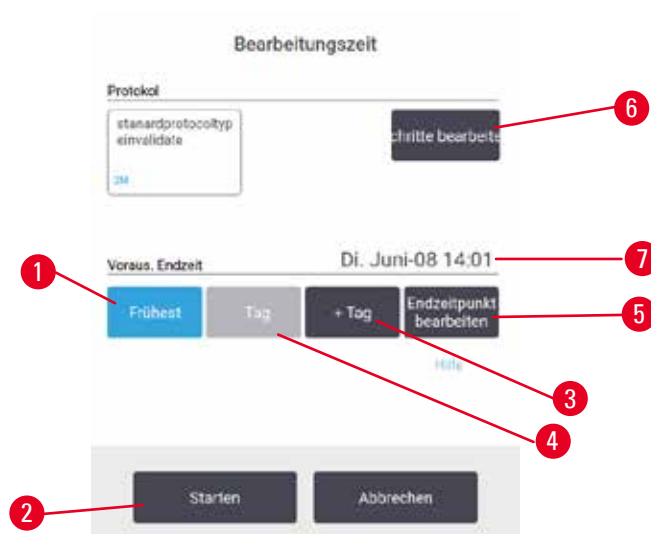 Bearbeitungszeit
Protokol
stanardprotocoltyp
einvalidate
2M
chritte bearbeite
6
1
Voraus. Endzeit
Di. Juni-08 14:01
7
Frühest
Tag
+ Tag
Endzeitpunkt
bearbeiten
5
Hilfe
3
4
2
Starten
Abbrechen